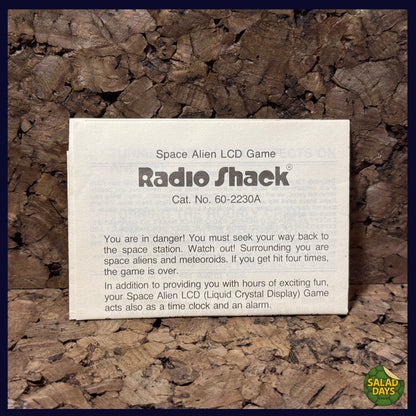 Space Alien LCD Game
Radio Shack®
Cat. No. 60-2230A
You are in danger! You must seek your way back to
the space station. Watch out! Surrounding you are
space aliens and meteoroids. If you get hit four times,
the game is over.
In addition to providing you with hours of exciting fun,
your Space Alien LCD (Liquid Crystal Display) Game
acts also as a time clock and an alarm.
SALAD
DAYS